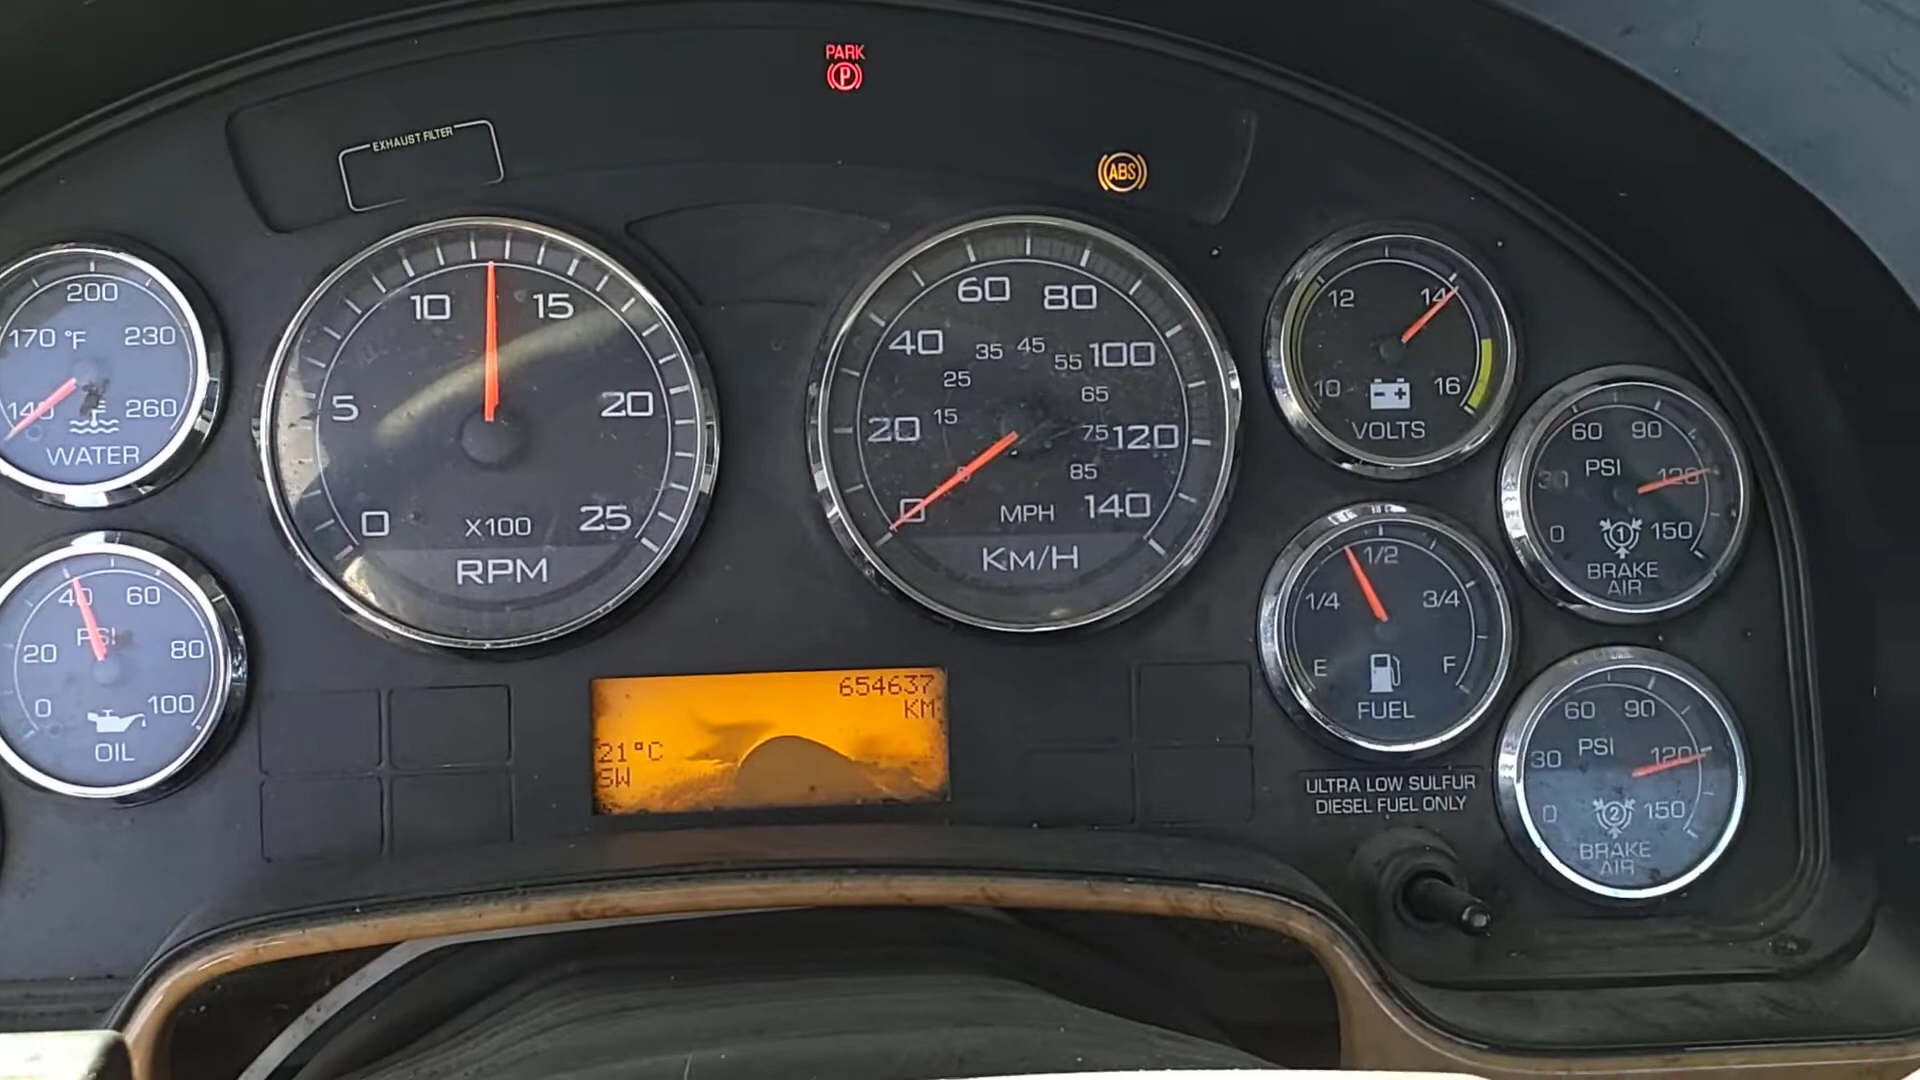 PARK
P
EXHAUST FILTER
ABS
200
170 °F 230
140 260
WATER
10 15
5 20
0 25
X100
RPM
60 80
40 100
20 120
0 140
35 45
25 55
15 65
5 75
85
MPH
Km/H
12 14
10 16
- +
VOLTS
60 90
30 PSI 120
0 150
1
BRAKE
AIR
40 60
PSI
20 80
0 100
OIL
1/2
1/4 3/4
E F
FUEL
654637
KM
21°C
SW
ULTRA LOW SULFUR
DIESEL FUEL ONLY
60 90
30 PSI 120
0 150
2
BRAKE
AIR